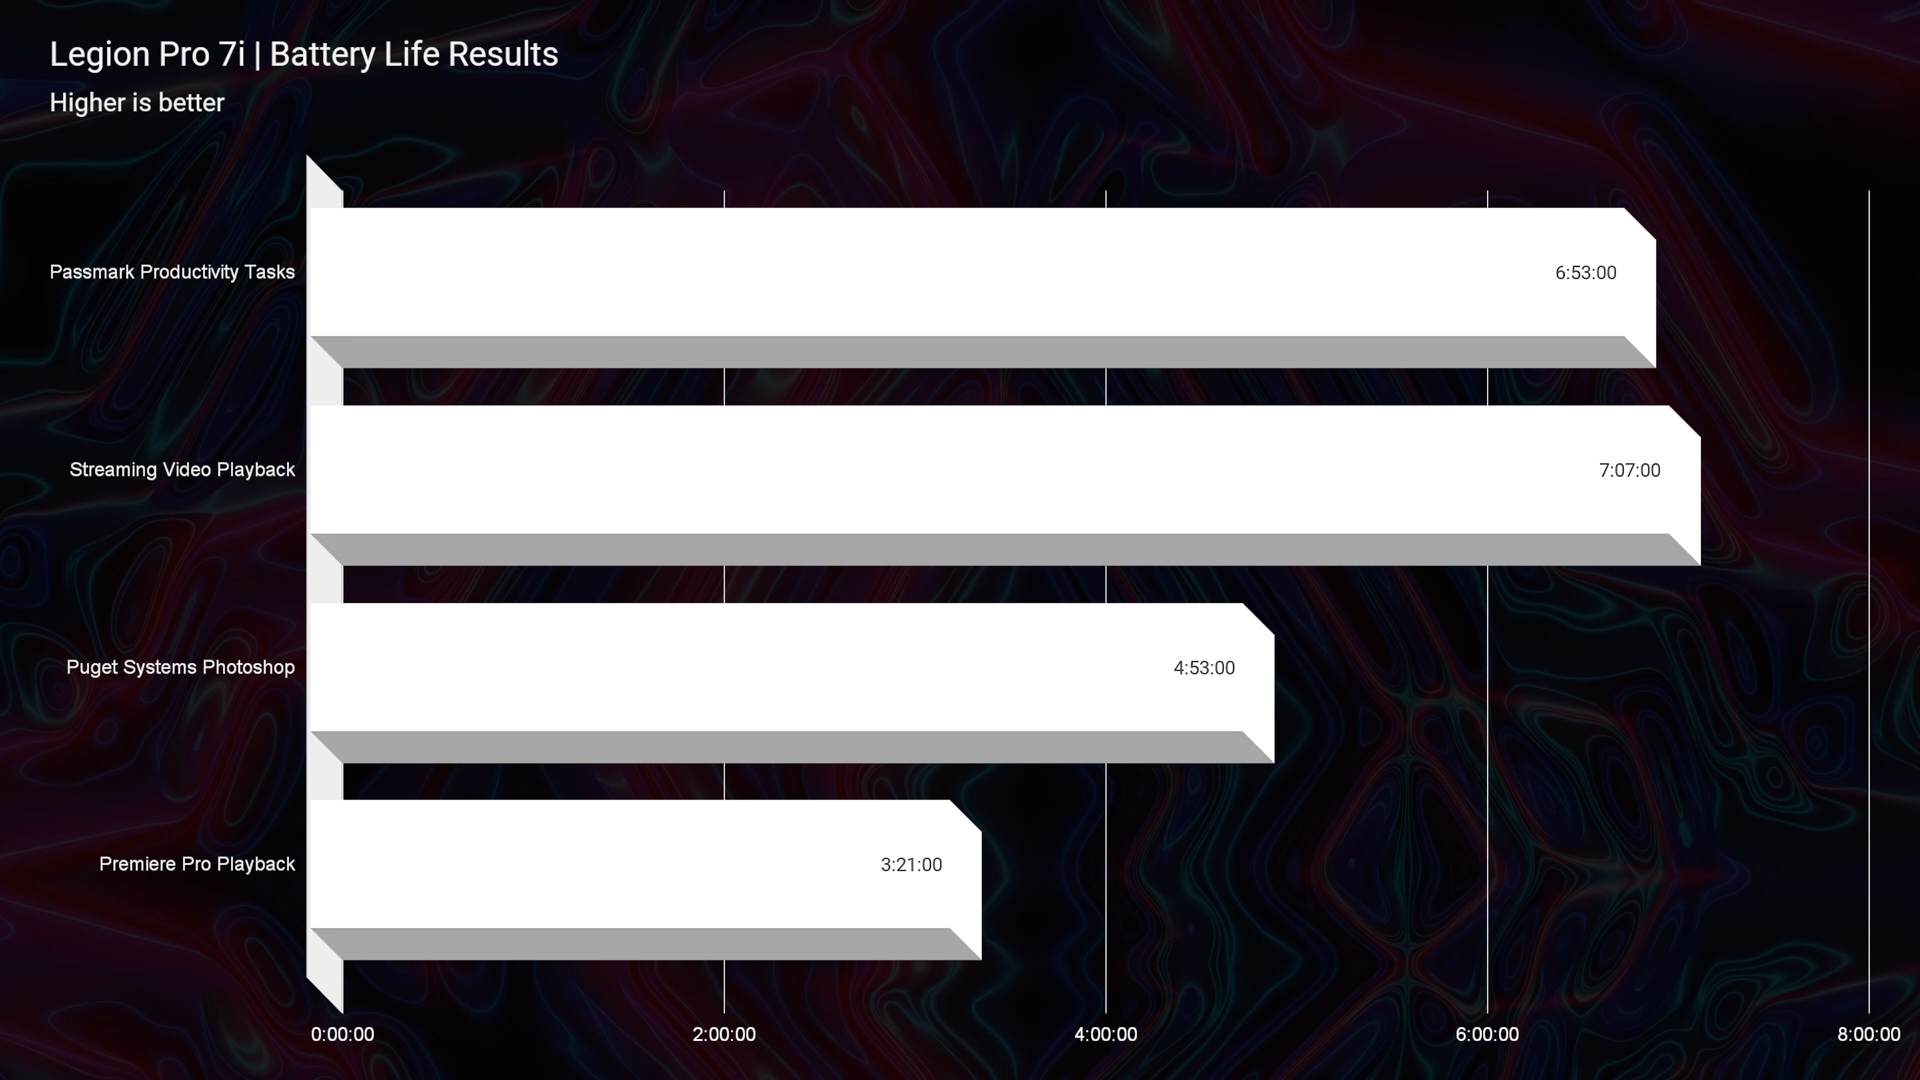 Legion Pro 7i | Battery Life Results
Higher is better
Passmark Productivity Tasks
6:53:00
Streaming Video Playback
7:07:00
Puget Systems Photoshop
4:53:00
Premiere Pro Playback
3:21:00
0:00:00
2:00:00
4:00:00
6:00:00
8:00:00